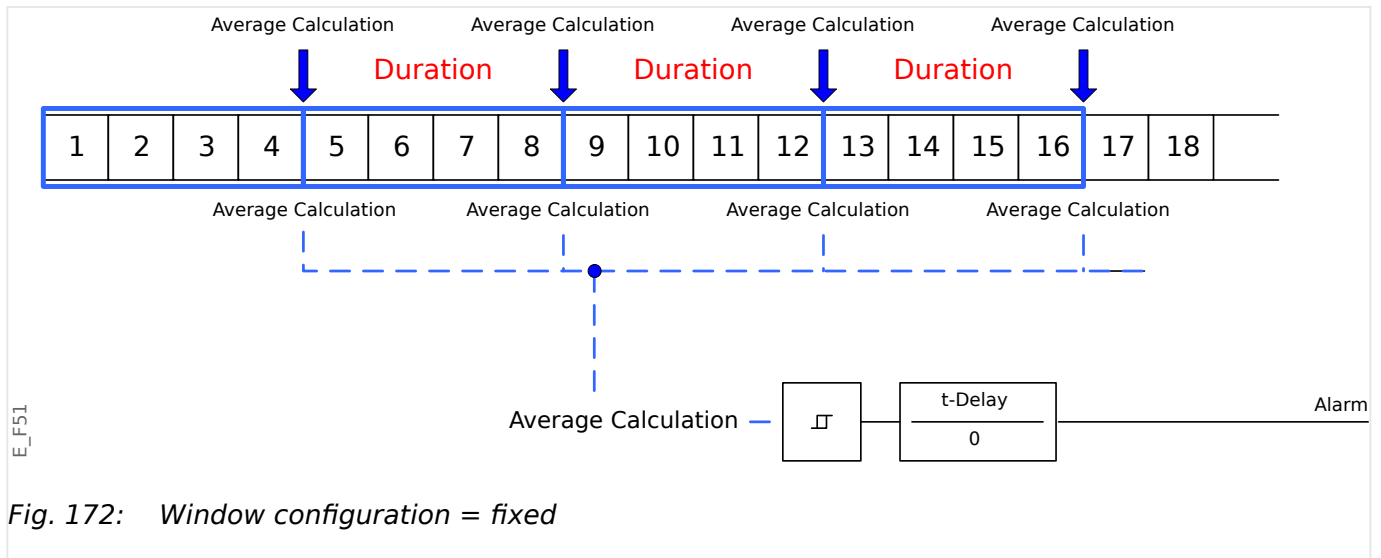 Average Calculation Average Calculation Average Calculation Average Calculation
Duration Duration Duration
1 2 3 4 5 6 7 8 9 10 11 12 13 14 15 16 17 18
Average Calculation Average Calculation Average Calculation Average Calculation
t-Delay
Alarm
Average Calculation
0
E_F51
Fig. 172: Window configuration = fixed